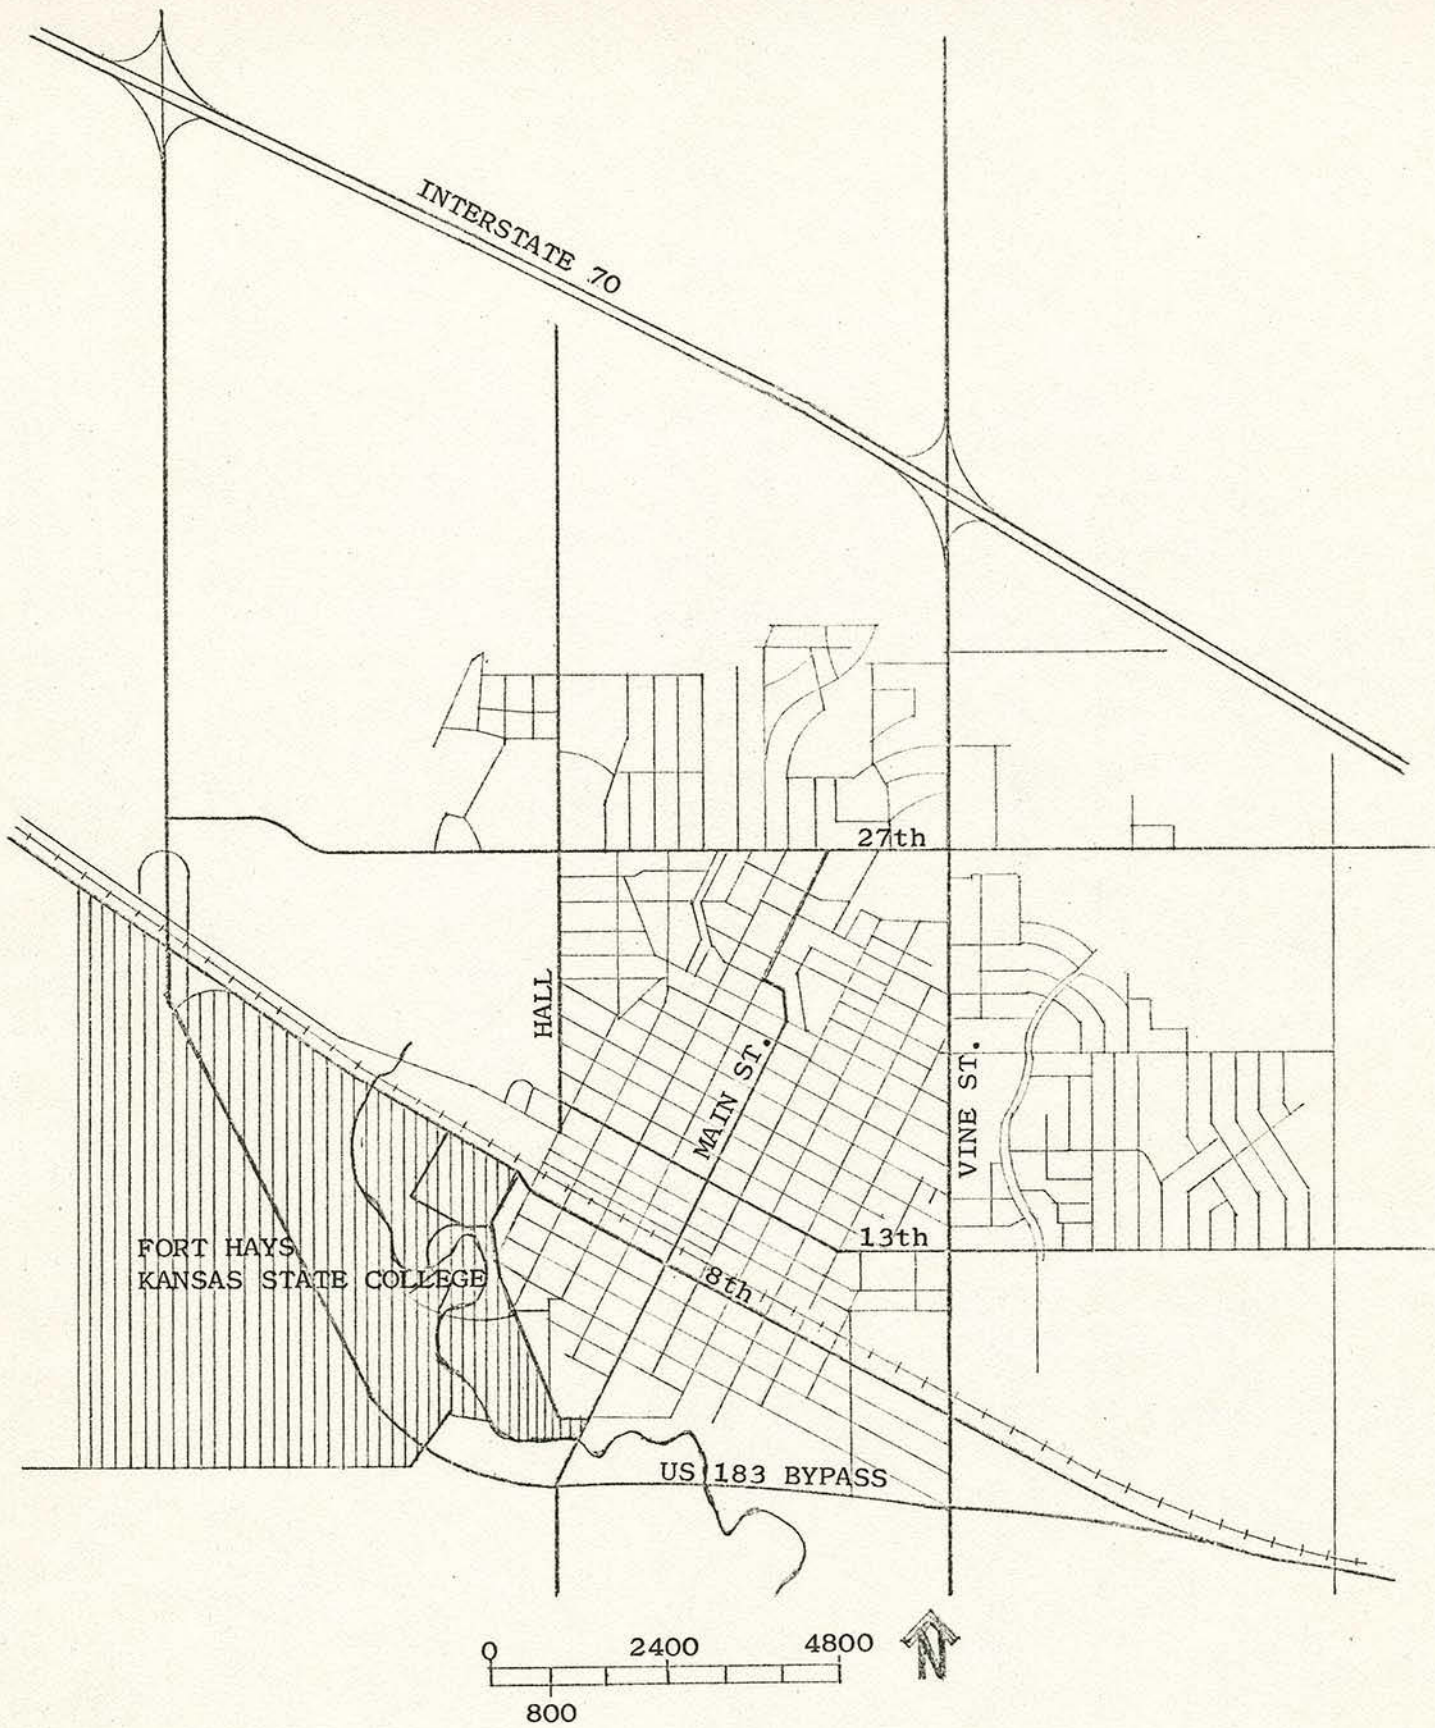 INTERSTATE 70
27th
HALL
MAIN ST.
VINE ST.
13th
FORT HAYS
KANSAS STATE COLLEGE
8th
US 183 BYPASS
0 2400 4800
N
800